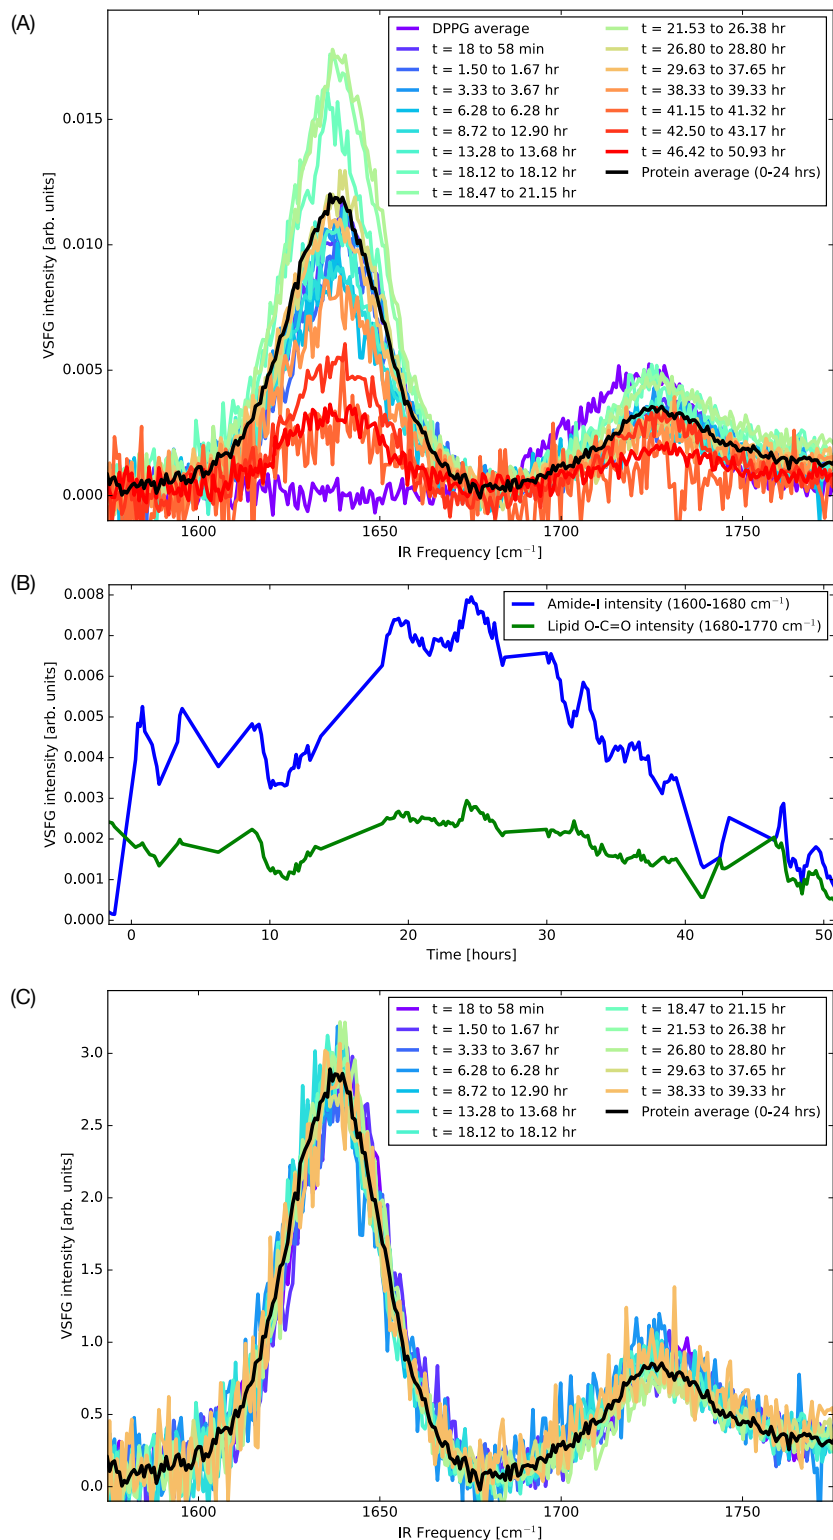 (A)
DPPG average
t = 18 to 58 min
t = 1.50 to 1.67 hr
t = 3.33 to 3.67 hr
t = 6.28 to 6.28 hr
t = 8.72 to 12.90 hr
t = 13.28 to 13.68 hr
t = 18.12 to 18.12 hr
t = 18.47 to 21.15 hr
t = 21.53 to 26.38 hr
t = 26.80 to 28.80 hr
t = 29.63 to 37.65 hr
t = 38.33 to 39.33 hr
t = 41.15 to 41.32 hr
t = 42.50 to 43.17 hr
t = 46.42 to 50.93 hr
Protein average (0-24 hrs)
VSFG intensity [arb. units]
0.015
0.010
0.005
0.000
1600 1650 1700 1750
IR Frequency [cm⁻¹]
(B)
Amide-I intensity (1600-1680 cm⁻¹)
Lipid O-C=O intensity (1680-1770 cm⁻¹)
VSFG intensity [arb. units]
0.008
0.007
0.006
0.005
0.004
0.003
0.002
0.001
0.000
0 10 20 30 40 50
Time [hours]
(C)
t = 18 to 58 min
t = 1.50 to 1.67 hr
t = 3.33 to 3.67 hr
t = 6.28 to 6.28 hr
t = 8.72 to 12.90 hr
t = 13.28 to 13.68 hr
t = 18.12 to 18.12 hr
t = 18.47 to 21.15 hr
t = 21.53 to 26.38 hr
t = 26.80 to 28.80 hr
t = 29.63 to 37.65 hr
t = 38.33 to 39.33 hr
Protein average (0-24 hrs)
VSFG intensity [arb. units]
3.0
2.5
2.0
1.5
1.0
0.5
0.0
1600 1650 1700 1750
IR Frequency [cm⁻¹]